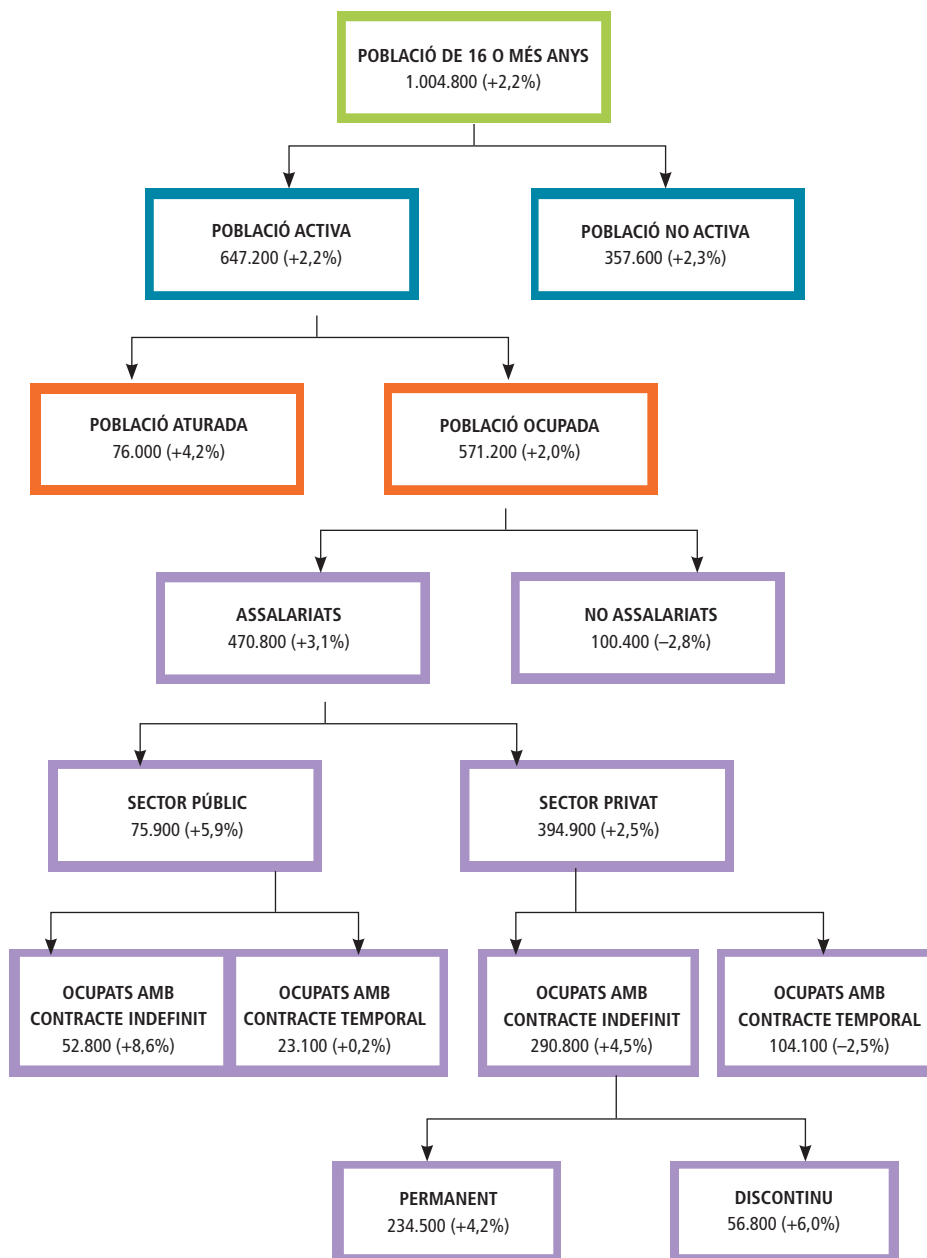 POBLACIÓ DE 16 O MÉS ANYS
1.004.800 (+2,2%)
POBLACIÓ ACTIVA
647.200 (+2,2%)
POBLACIÓ NO ACTIVA
357.600 (+2,3%)
POBLACIÓ ATURADA
76.000 (+4,2%)
POBLACIÓ OCUPADA
571.200 (+2,0%)
ASSALARIATS
470.800 (+3,1%)
NO ASSALARIATS
100.400 (–2,8%)
SECTOR PÚBLIC
75.900 (+5,9%)
SECTOR PRIVAT
394.900 (+2,5%)
OCUPATS AMB
CONTRACTE INDEFINIT
52.800 (+8,6%)
OCUPATS AMB
CONTRACTE TEMPORAL
23.100 (+0,2%)
OCUPATS AMB
CONTRACTE INDEFINIT
290.800 (+4,5%)
OCUPATS AMB
CONTRACTE TEMPORAL
104.100 (–2,5%)
PERMANENT
234.500 (+4,2%)
DISCONTINU
56.800 (+6,0%)